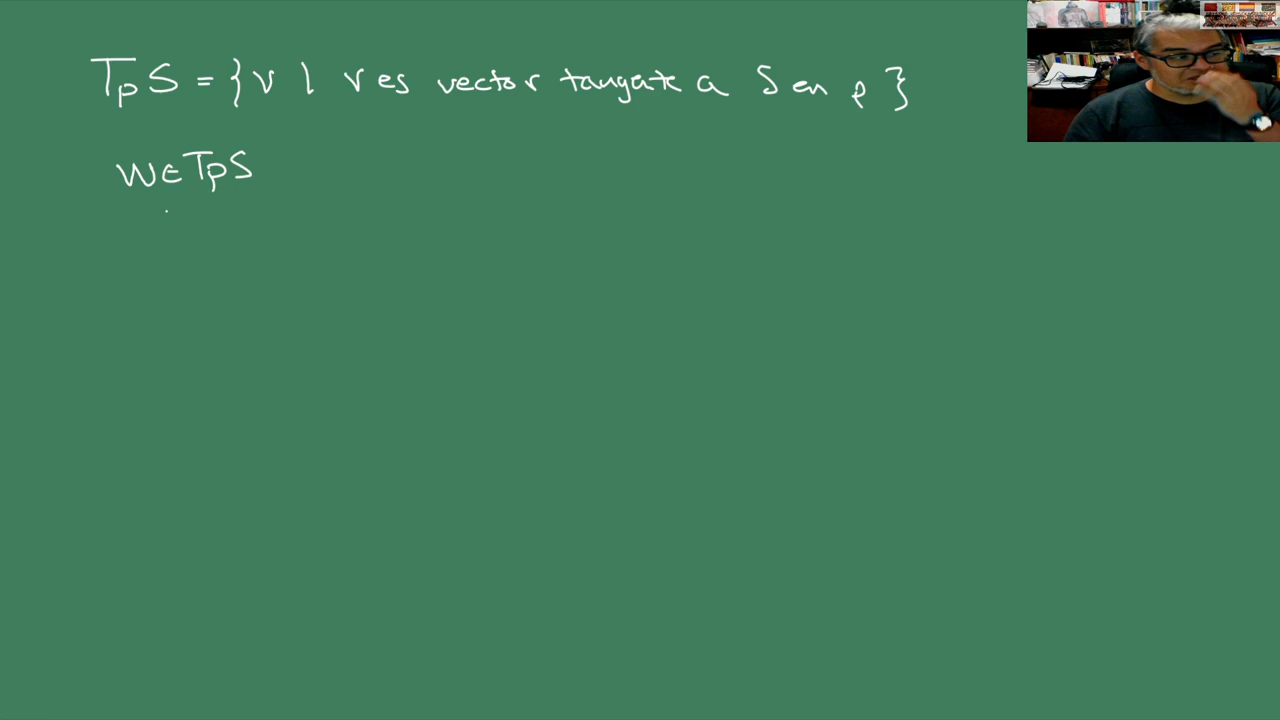 TpS = { v | v es vector tangente a S en p }
w ∈ TpS